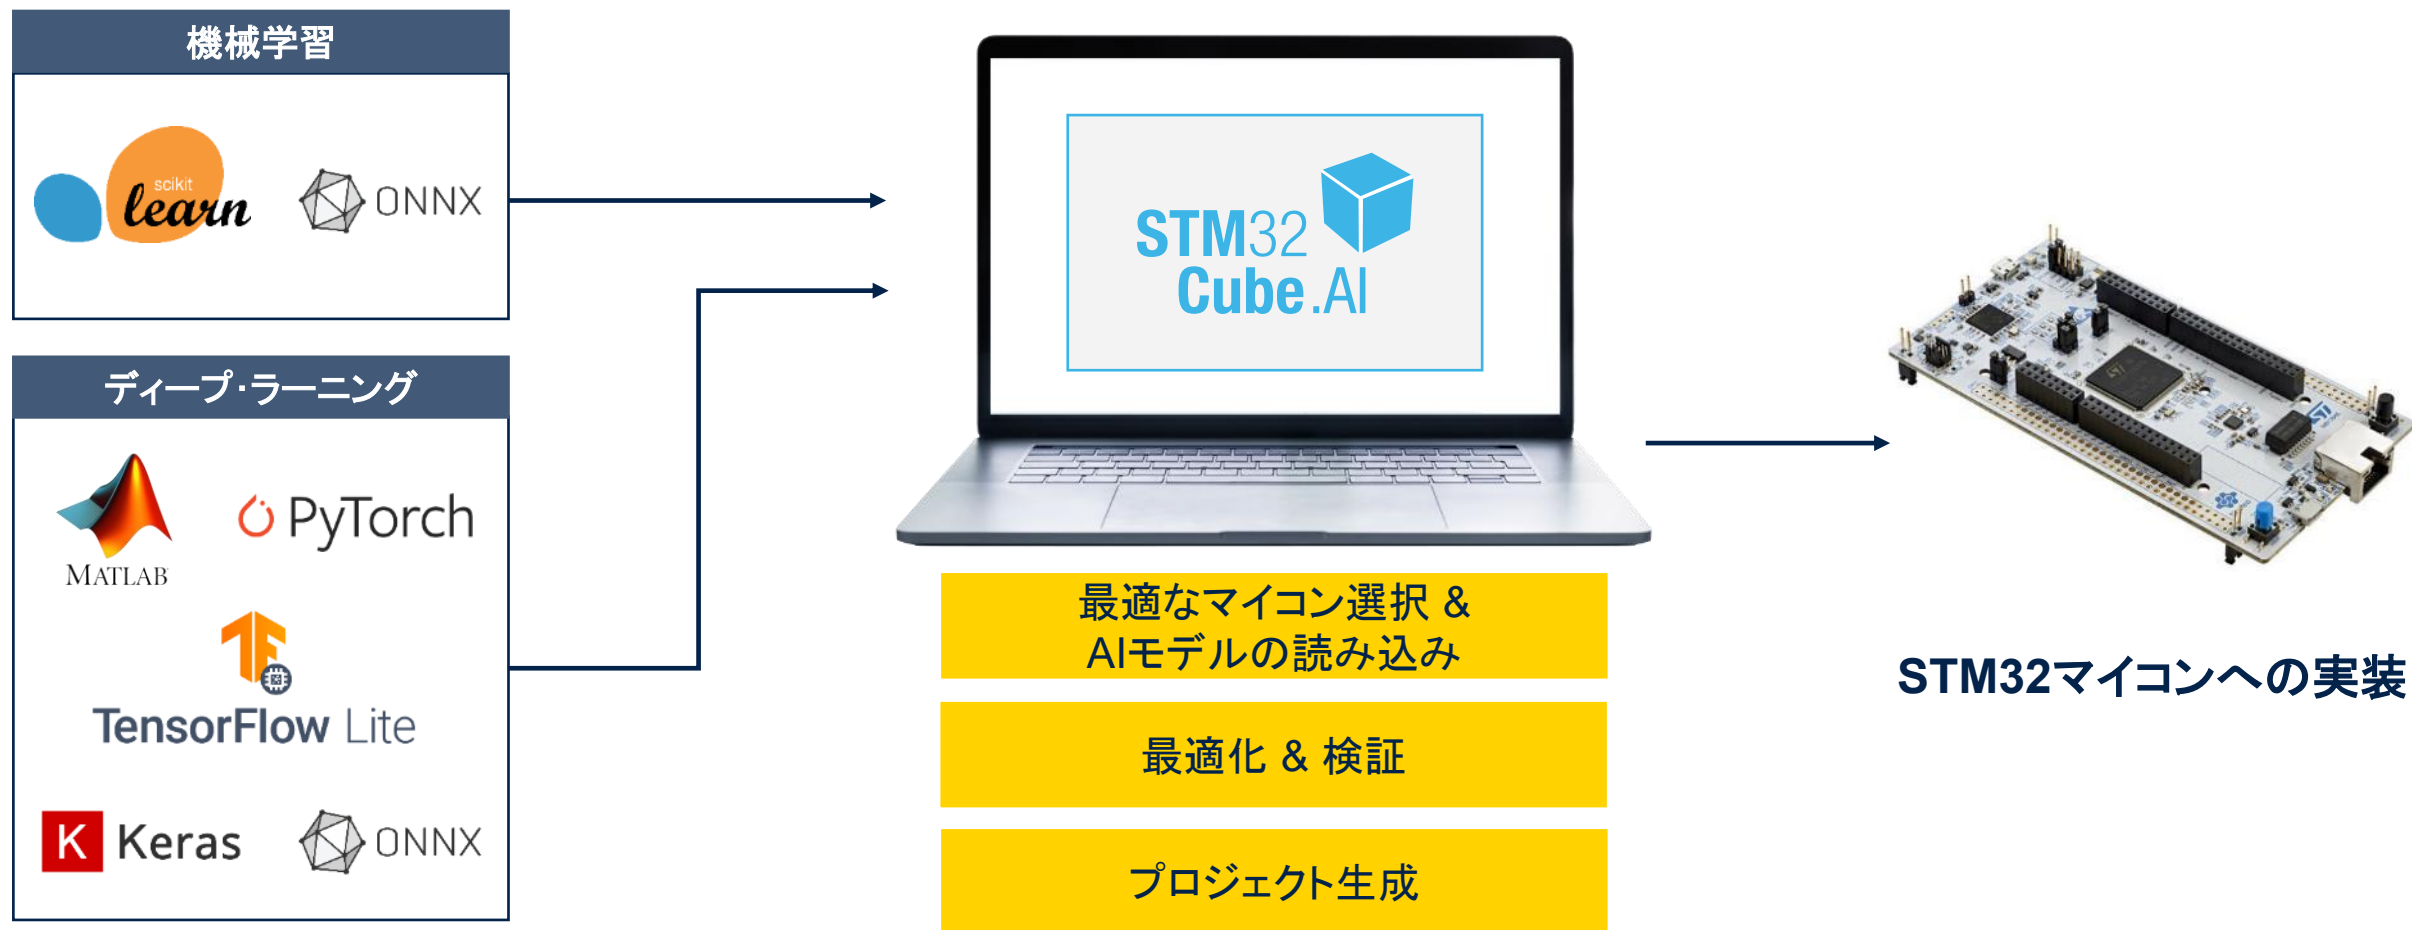 機械学習
scikit
learn
ONNX
ディープ・ラーニング
MATLAB
PyTorch
TensorFlow Lite
Keras
ONNX
STM32
Cube.AI
最適なマイコン選択 &
AIモデルの読み込み
最適化 & 検証
プロジェクト生成
STM32マイコンへの実装